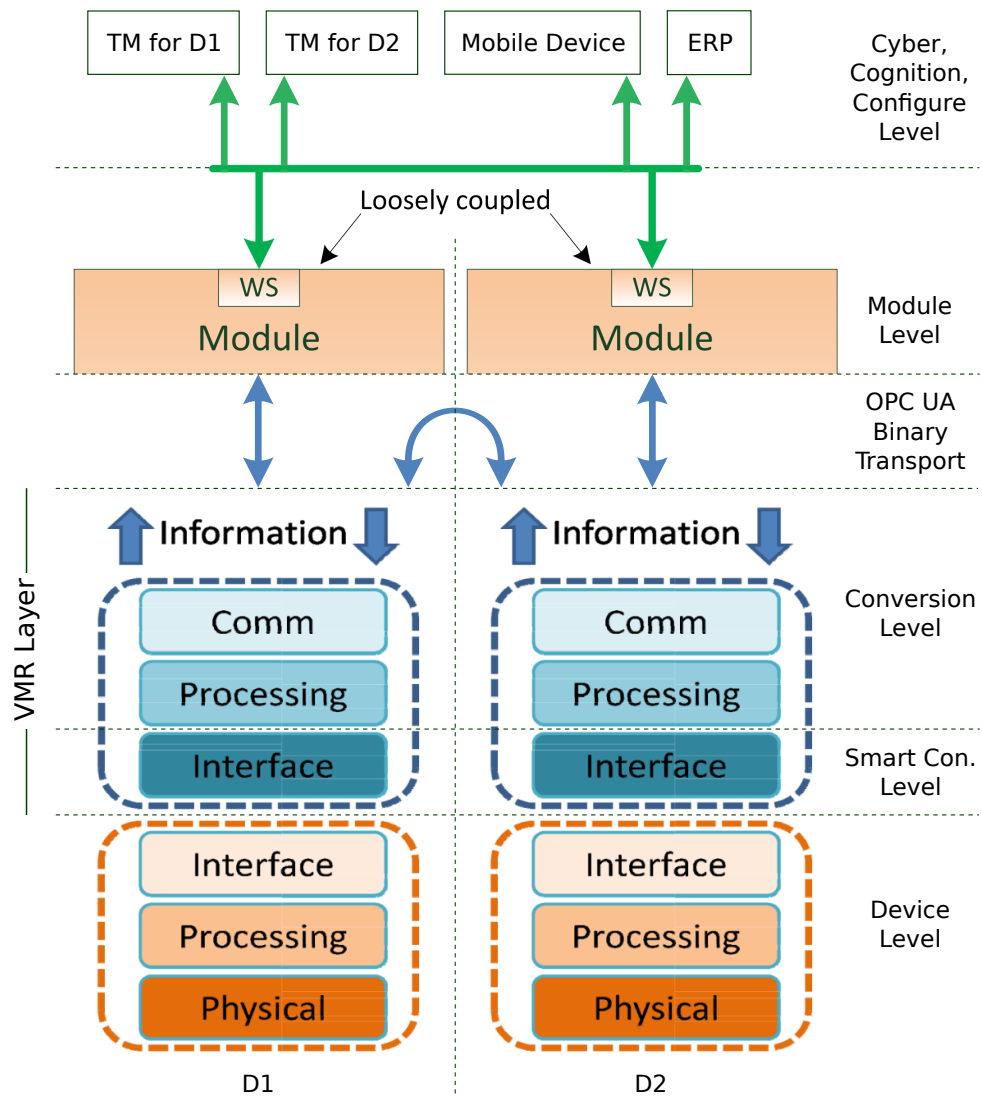 TM for D1
TM for D2
Mobile Device
ERP
Cyber,
Cognition,
Configure
Level
Loosely coupled
WS
Module
WS
Module
Module
Level
OPC UA
Binary
Transport
VMR Layer
Information
Information
Comm
Comm
Conversion
Level
Processing
Processing
Interface
Interface
Smart Con.
Level
Interface
Interface
Processing
Processing
Device
Level
Physical
Physical
D1
D2